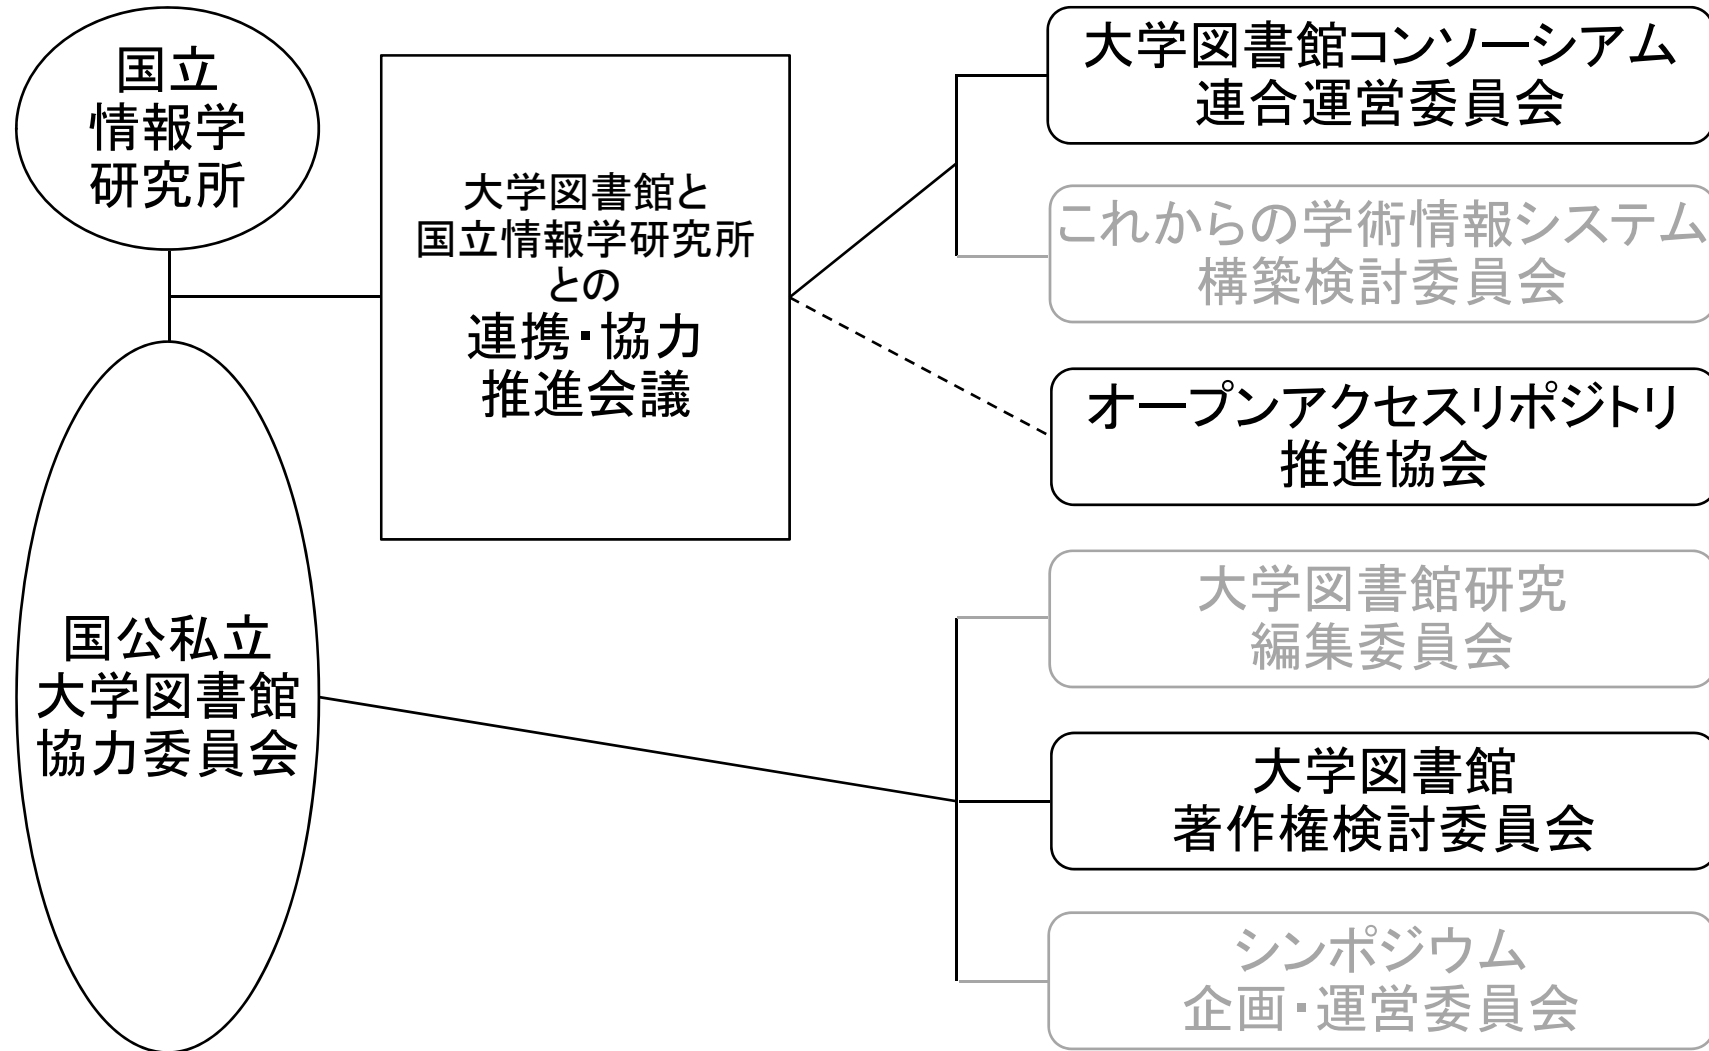 国立
情報学
研究所
国公私立
大学図書館
協力委員会
大学図書館と
国立情報学研究所
との
連携・協力
推進会議
大学図書館コンソーシアム
連合運営委員会
これからの学術情報システム
構築検討委員会
オープンアクセスリポジトリ
推進協会
大学図書館研究
編集委員会
大学図書館
著作権検討委員会
シンポジウム
企画・運営委員会